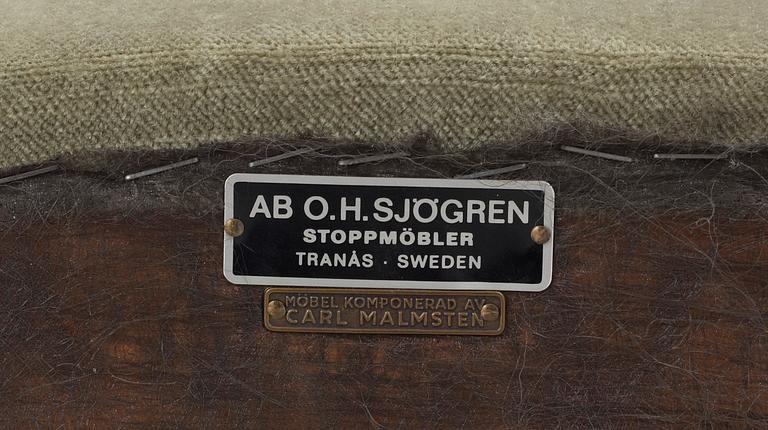 AB O.H.SJÖGREN
STOPPMÖBLER
TRANÅS · SWEDEN
MÖBEL KOMPONERAD AV
CARL MALMSTEN